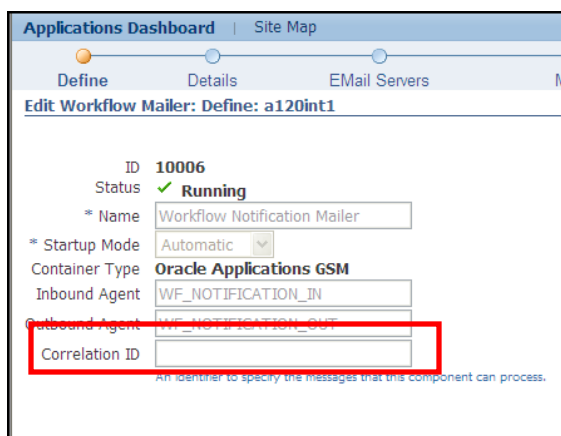 Applications Dashboard | Site Map
Define Details EMail Servers
Edit Workflow Mailer: Define: a120int1
ID 10006
Status Running
* Name Workflow Notification Mailer
* Startup Mode Automatic
Container Type Oracle Applications GSM
Inbound Agent WF_NOTIFICATION_IN
Outbound Agent WF_NOTIFICATION_OUT
Correlation ID
An identifier to specify the messages that this component can process.